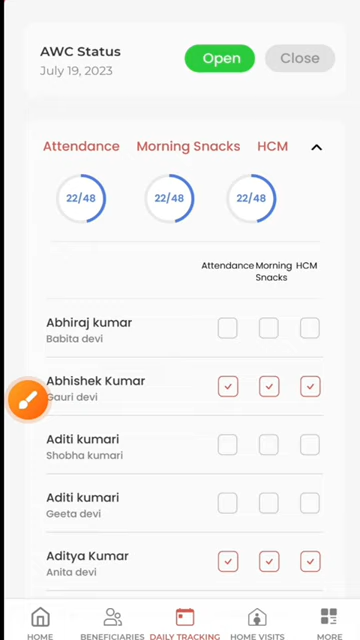 AWC Status
July 19, 2023
Open
Close
Attendance Morning Snacks HCM
22/48 22/48 22/48
Attendance Morning Snacks HCM
Abhiraj kumar
Babita devi
Abhishek Kumar
Gauri devi
Aditi kumari
Shobha kumari
Aditi kumari
Geeta devi
Aditya Kumar
Anita devi
HOME BENEFICIARIES DAILY TRACKING HOME VISITS MORE